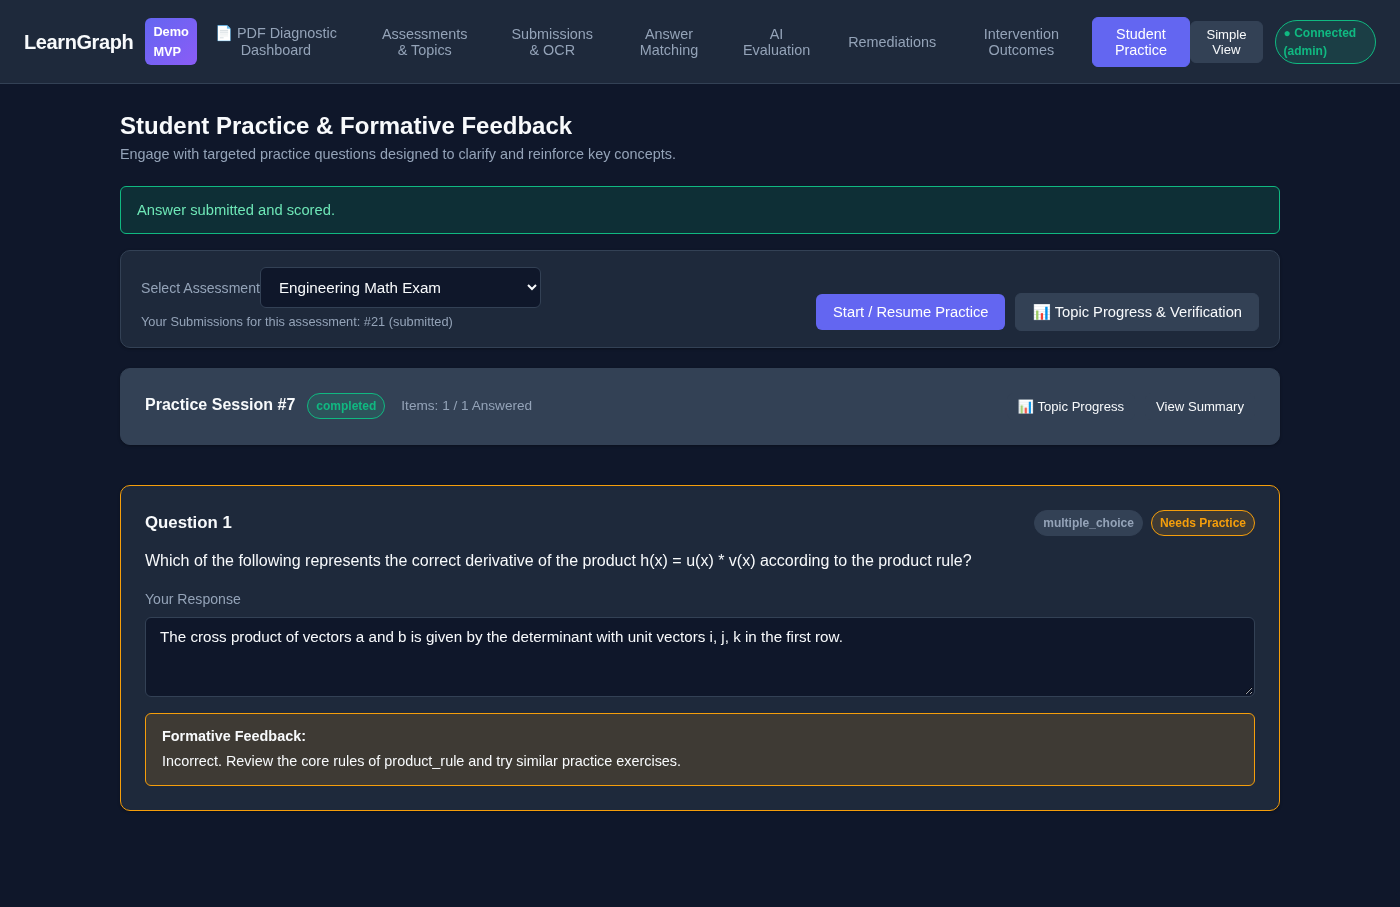 LearnGraph
Demo
MVP
📄 PDF Diagnostic
Dashboard
Assessments
& Topics
Submissions
& OCR
Answer
Matching
AI
Evaluation
Remediations
Intervention
Outcomes
Student
Practice
Simple
View
● Connected
(admin)
Student Practice & Formative Feedback
Engage with targeted practice questions designed to clarify and reinforce key concepts.
Answer submitted and scored.
Select Assessment
Engineering Math Exam
Your Submissions for this assessment: #21 (submitted)
Start / Resume Practice
📊 Topic Progress & Verification
Practice Session #7
completed
Items: 1 / 1 Answered
📊 Topic Progress
View Summary
Question 1
multiple_choice
Needs Practice
Which of the following represents the correct derivative of the product h(x) = u(x) * v(x) according to the product rule?
Your Response
The cross product of vectors a and b is given by the determinant with unit vectors i, j, k in the first row.
Formative Feedback:
Incorrect. Review the core rules of product_rule and try similar practice exercises.